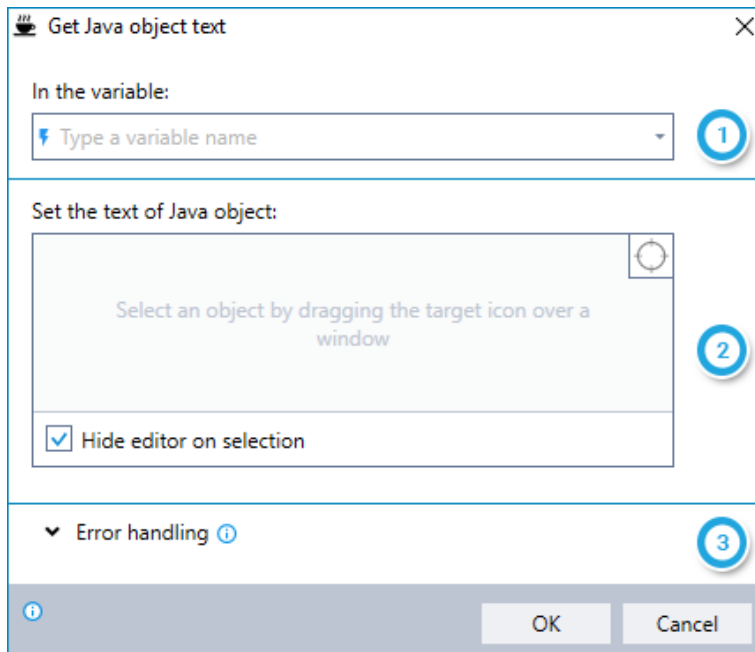 Get Java object text
In the variable:
Type a variable name
1
Set the text of Java object:
Select an object by dragging the target icon over a
window
2
Hide editor on selection
Error handling
3
OK
Cancel